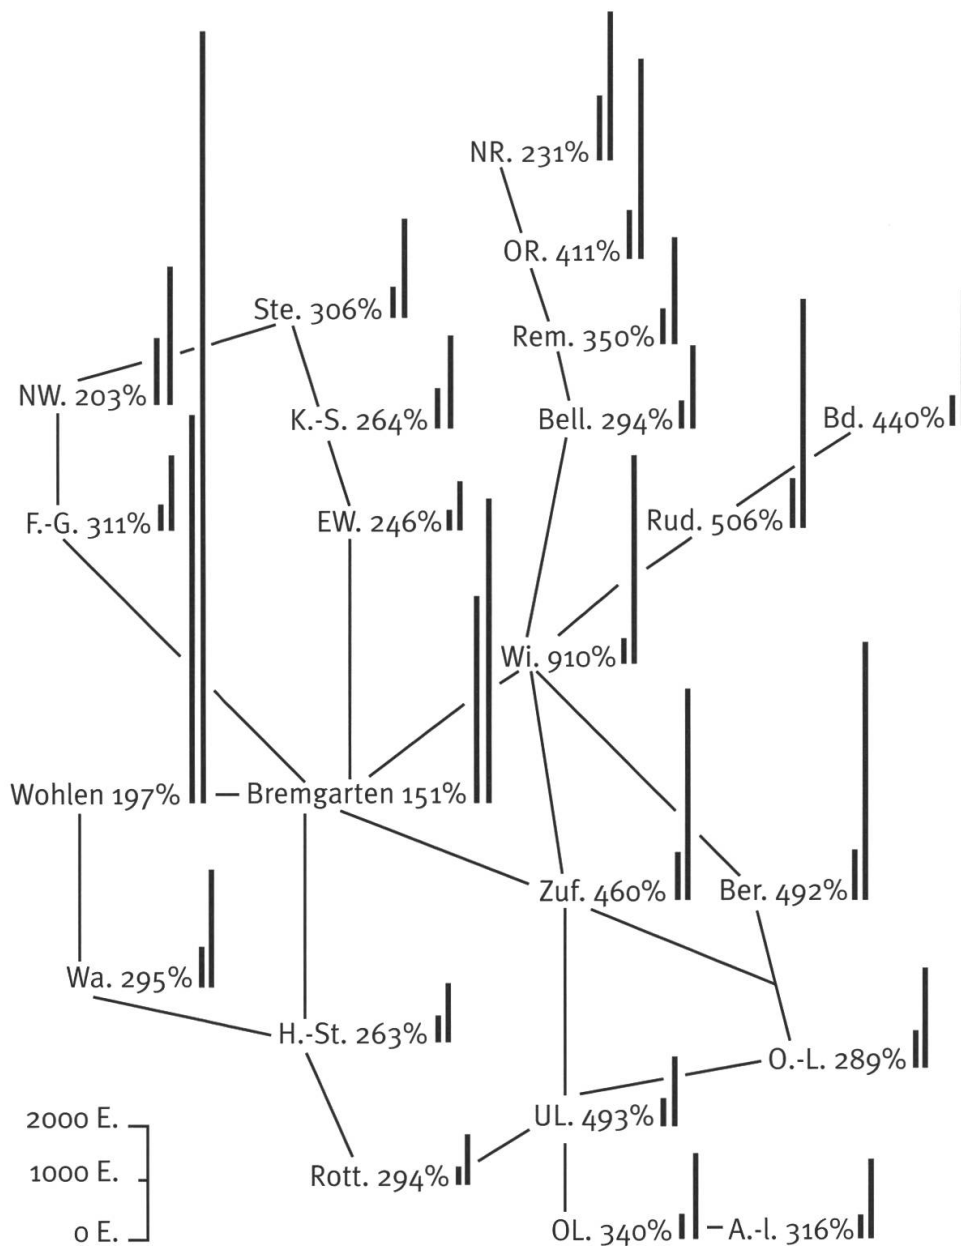 NR. 231%
OR. 411%
Ste. 306%
Rem. 350%
NW. 203%
K.-S. 264%
Bell. 294%
Bd. 440%
F.-G. 311%
EW. 246%
Rud. 506%
Wi. 910%
Wohlen 197%
Bremgarten 151%
Zuf. 460%
Ber. 492%
Wa. 295%
H.-St. 263%
O.-L. 289%
2000 E.
UL. 493%
1000 E.
Rott. 294%
0 E.
OL. 340%
A.-l. 316%